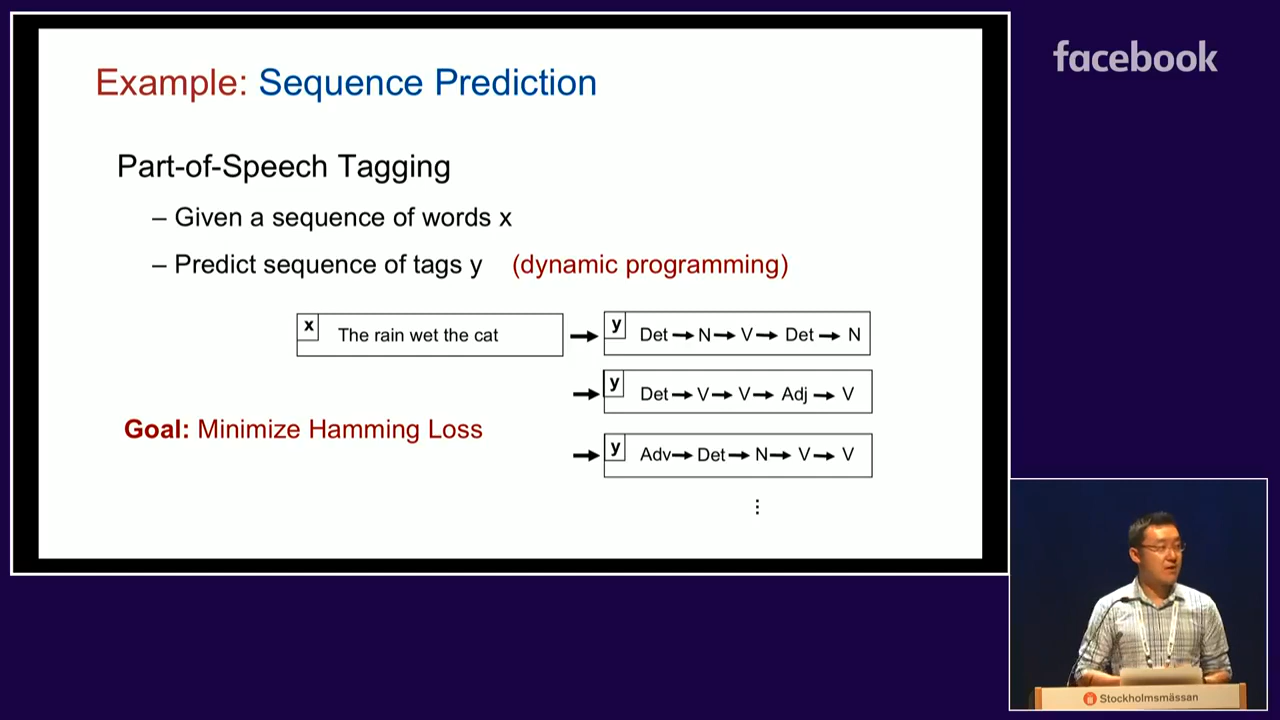 Example: Sequence Prediction
facebook
Part-of-Speech Tagging
– Given a sequence of words x
– Predict sequence of tags y (dynamic programming)
x The rain wet the cat → y Det → N → V → Det → N
→ y Det → V → V → Adj → V
Goal: Minimize Hamming Loss
→ y Adv → Det → N → V → V
⋮
Stockholmsmässan